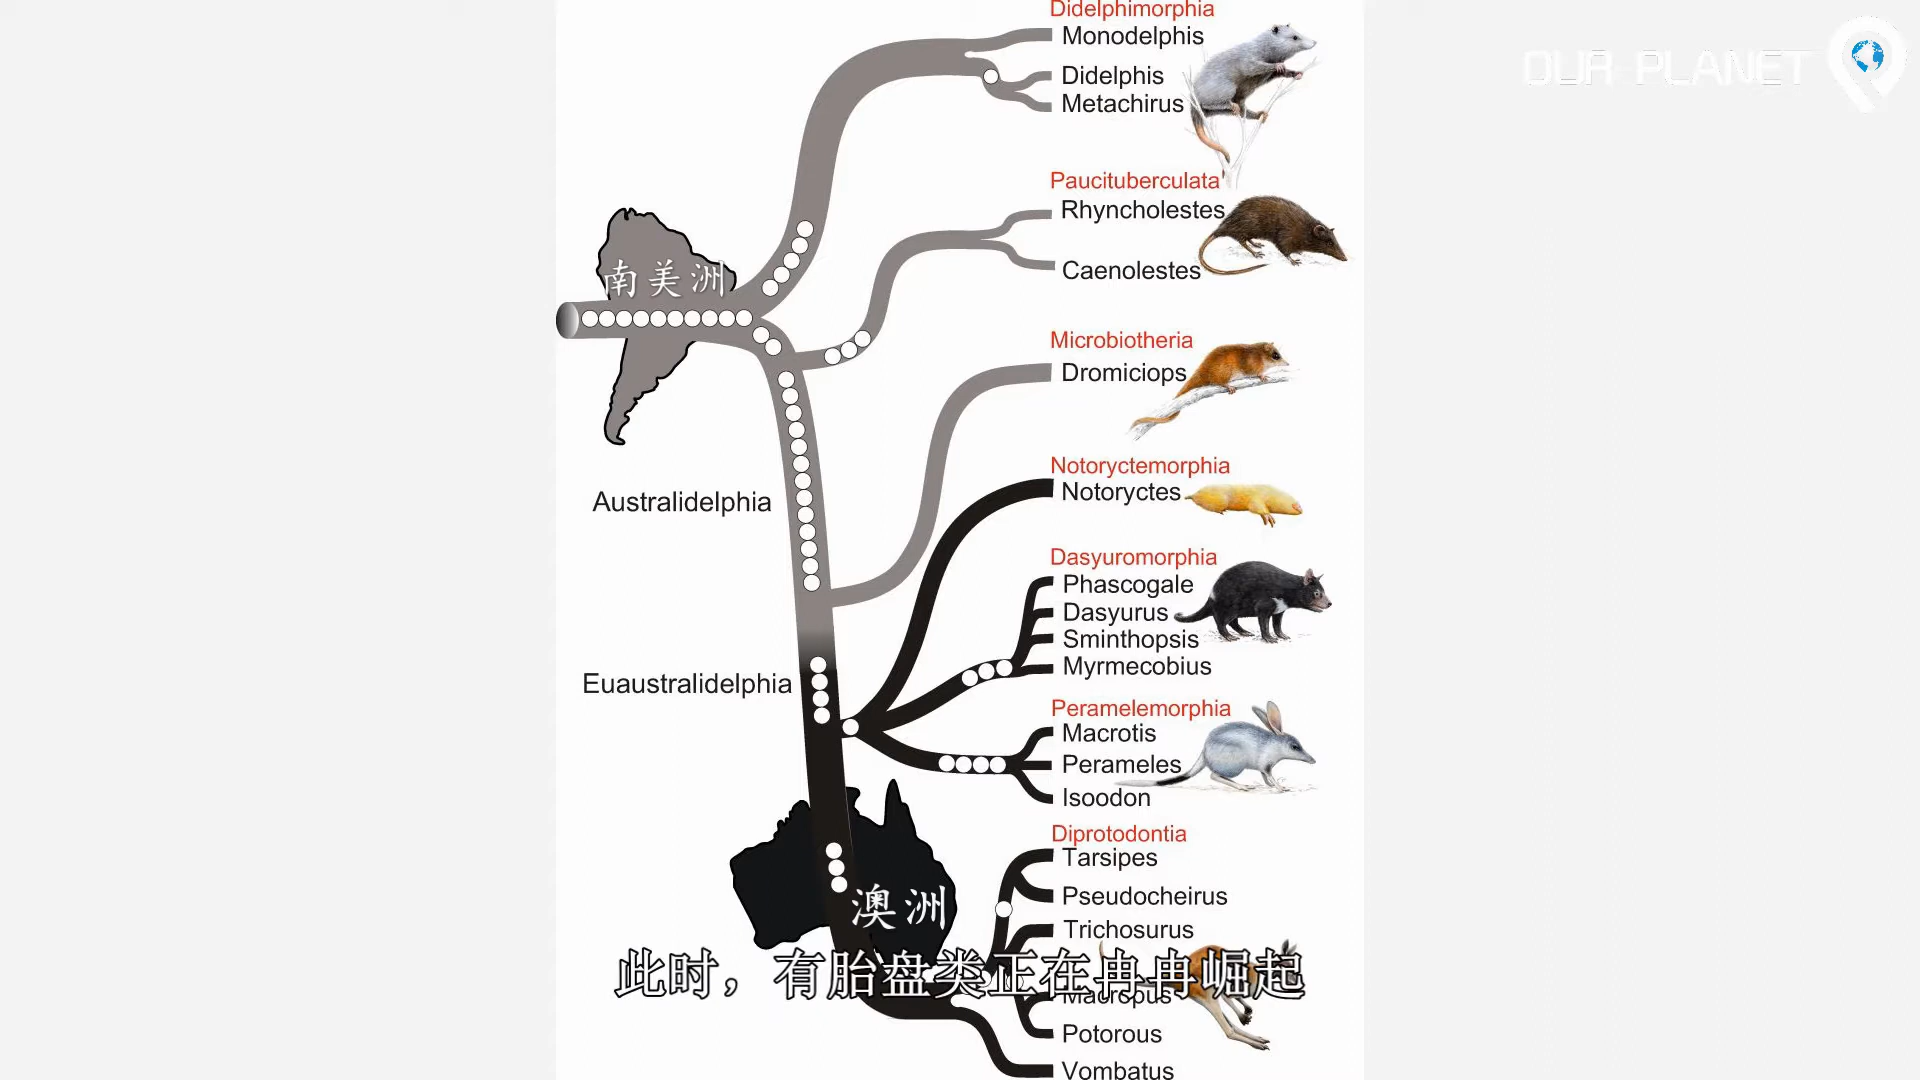 Didelphimorphia
Monodelphis
OUR PLANET
Didelphis
Metachirus
Paucituberculata
Rhyncholestes
Caenolestes
南美洲
Microbiotheria
Dromiciops
Notoryctemorphia
Notoryctes
Australidelphia
Dasyuromorphia
Phascogale
Dasyurus
Sminthopsis
Myrmecobius
Euaustralidelphia
Peramelemorphia
Macrotis
Perameles
Isoodon
Diprotodontia
Tarsipes
Pseudocheirus
澳洲
Trichosurus
此时，有胎盘类正在冉冉崛起
Macropus
Potorous
Vombatus